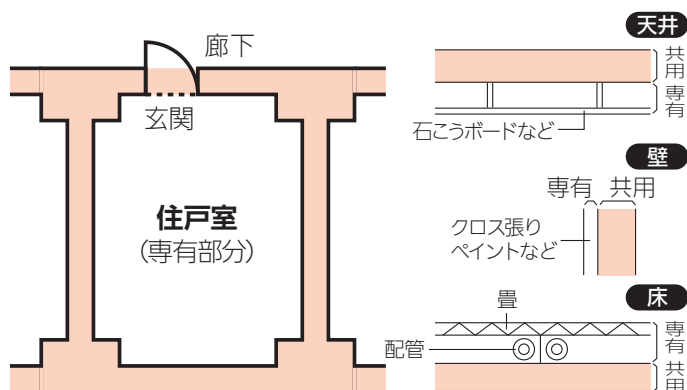 廊下
玄関
住戸室
(専有部分)
天井
共用
専有
石こうボードなど
壁
専有 共用
クロス張り
ペイントなど
床
畳
配管
専有
共用